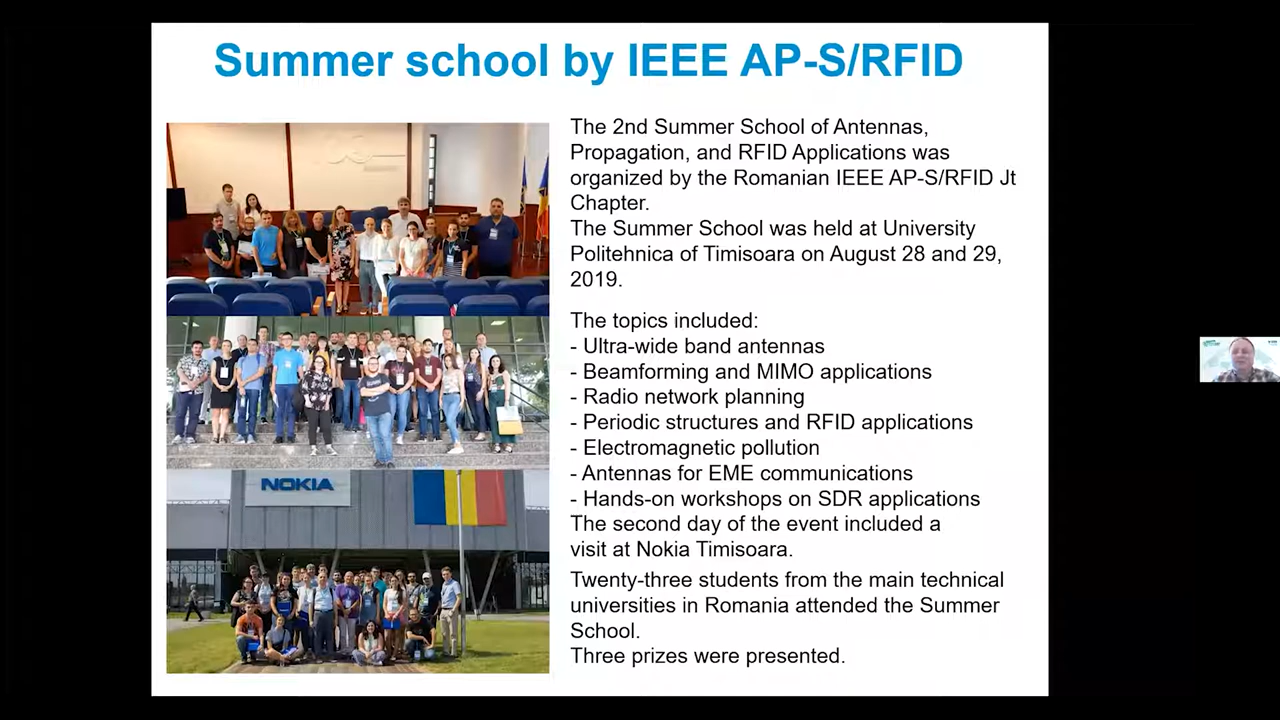 Summer school by IEEE AP-S/RFID
The 2nd Summer School of Antennas,
Propagation, and RFID Applications was
organized by the Romanian IEEE AP-S/RFID Jt
Chapter.
The Summer School was held at University
Politehnica of Timisoara on August 28 and 29,
2019.
The topics included:
- Ultra-wide band antennas
- Beamforming and MIMO applications
- Radio network planning
- Periodic structures and RFID applications
- Electromagnetic pollution
- Antennas for EME communications
- Hands-on workshops on SDR applications
The second day of the event included a
visit at Nokia Timisoara.
Twenty-three students from the main technical
universities in Romania attended the Summer
School.
Three prizes were presented.
NOKIA